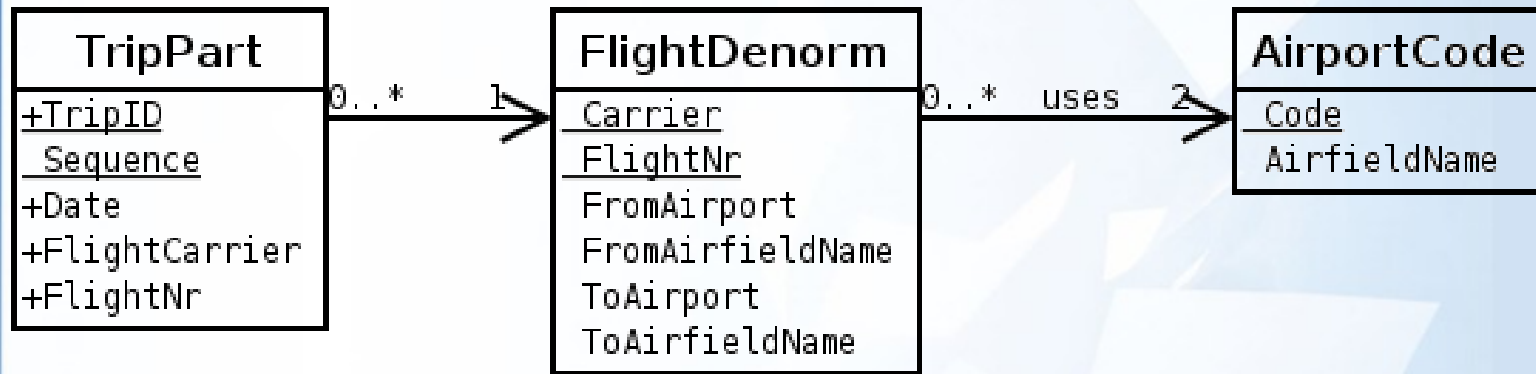 TripPart
+TripID
Sequence
+Date
+FlightCarrier
+FlightNr
0..* 1
FlightDenorm
Carrier
FlightNr
FromAirport
FromAirfieldName
ToAirport
ToAirfieldName
0..* uses 2
AirportCode
Code
AirfieldName